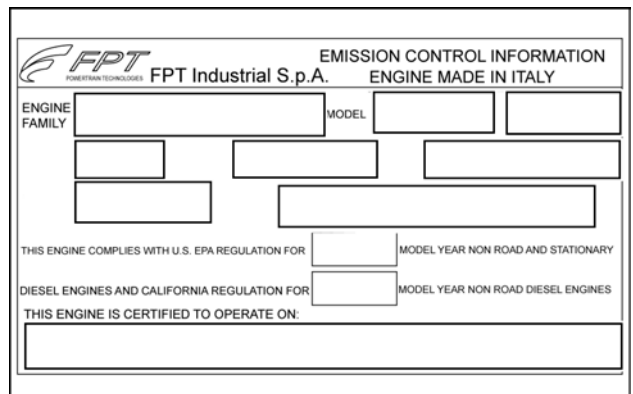 FPT
POWERTRAIN TECHNOLOGIES
FPT Industrial S.p.A.
EMISSION CONTROL INFORMATION
ENGINE MADE IN ITALY
ENGINE
FAMILY
MODEL
THIS ENGINE COMPLIES WITH U.S. EPA REGULATION FOR MODEL YEAR NON ROAD AND STATIONARY
DIESEL ENGINES AND CALIFORNIA REGULATION FOR MODEL YEAR NON ROAD DIESEL ENGINES
THIS ENGINE IS CERTIFIED TO OPERATE ON: